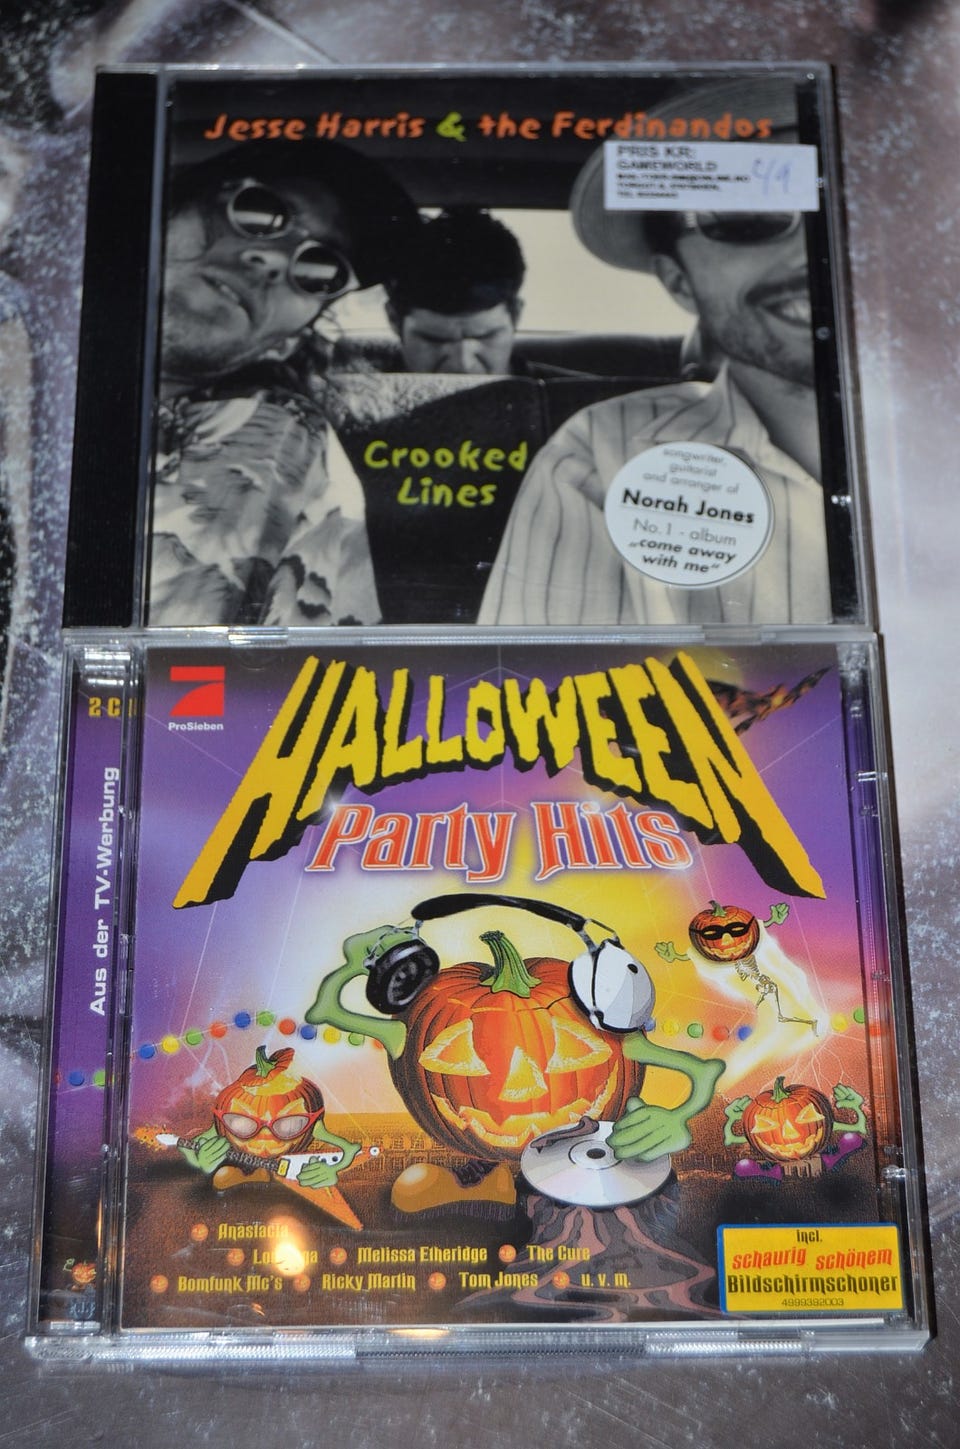 Jesse Harris & the Ferdinandos
PRIS KR:
GAMEWORLD
Crooked
Lines
songwriter,
guitarist
and arranger of
Norah Jones
No. 1 - album
„come away
with me“
2-C
Aus der TV-Werbung
ProSieben
HALLOWEEN
Party Hits
Anastacia
Melissa Etheridge
The Cure
Bomfunk Mc's
Ricky Martin
Tom Jones
u. v. m.
incl.
schaurig schönem
Bildschirmschoner
4999392003